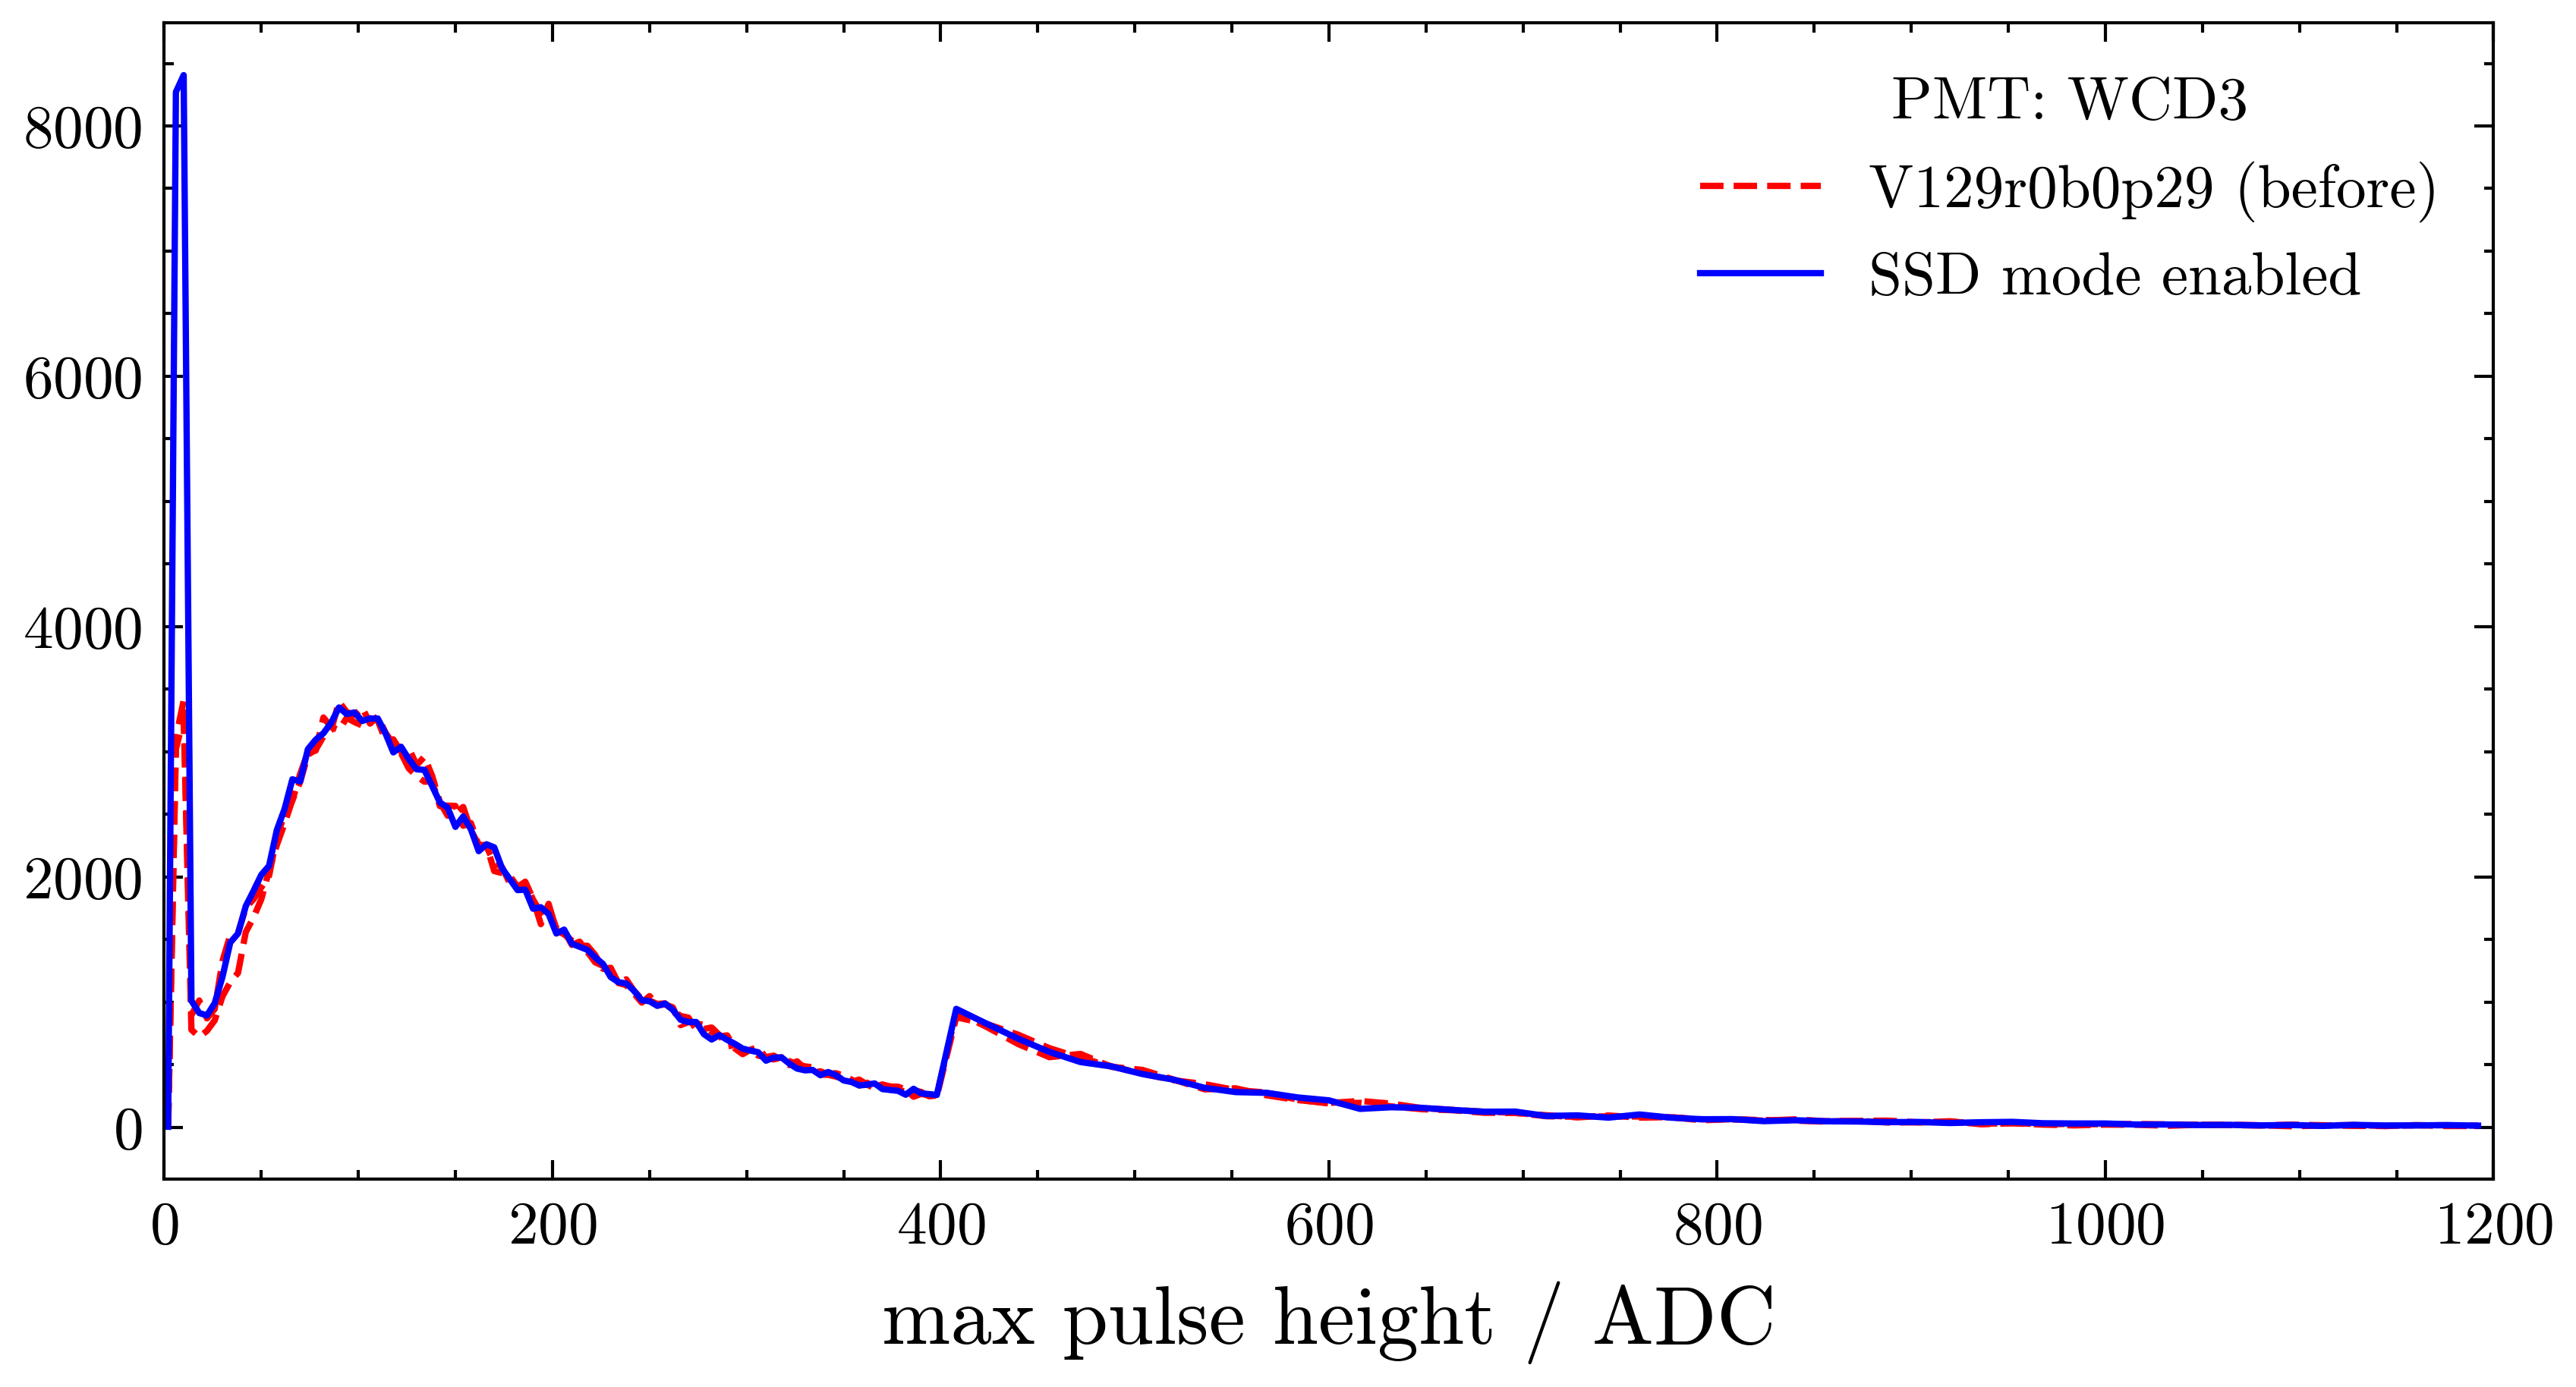 PMT: WCD3
V129r0b0p29 (before)
SSD mode enabled
8000
6000
4000
2000
0
0 200 400 600 800 1000 1200
max pulse height / ADC